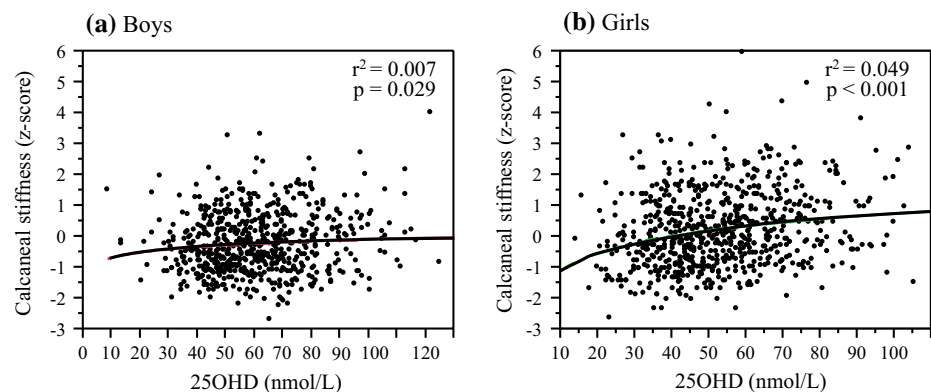 (a) Boys
r² = 0.007
p = 0.029
Calcaneal stiffness (z-score)
6
5
4
3
2
1
0
-1
-2
-3
0 10 20 30 40 50 60 70 80 90 100 110 120
25OHD (nmol/L)
(b) Girls
r² = 0.049
p < 0.001
Calcaneal stiffness (z-score)
6
5
4
3
2
1
0
-1
-2
-3
10 20 30 40 50 60 70 80 90 100
25OHD (nmol/L)